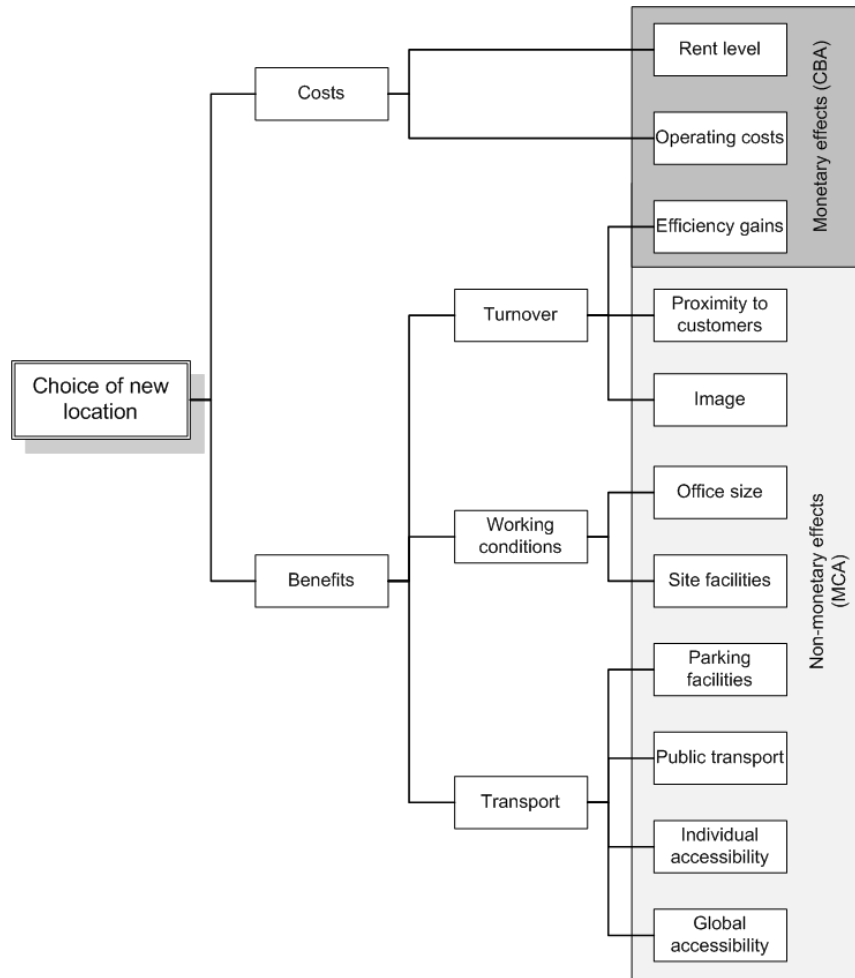 Choice of new
location
Costs
Benefits
Turnover
Working
conditions
Transport
Rent level
Operating costs
Efficiency gains
Proximity to
customers
Image
Office size
Site facilities
Parking
facilities
Public transport
Individual
accessibility
Global
accessibility
Monetary effects (CBA)
Non-monetary effects
(MCA)